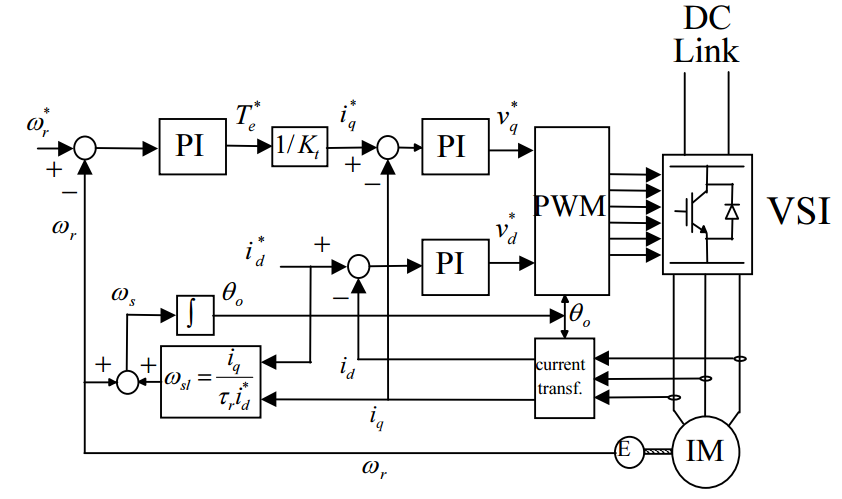 DC
Link
ω*r
PI
T*e
1/Kt
i*q
PI
v*q
+
−
+
−
PWM
VSI
ωr
i*d
+
−
PI
v*d
ωs
∫
θo
θo
+
+
ωsl = iq / τr i*d
id
iq
current
transf.
E
IM
ωr